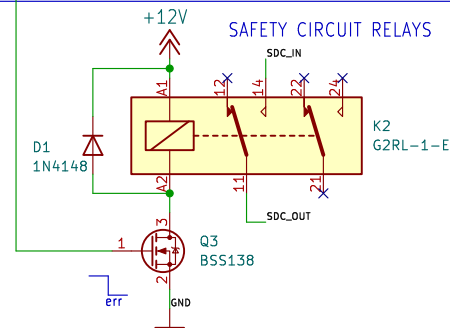 +12V
SAFETY CIRCUIT RELAYS
SDC_IN
A1
12
14
22
24
D1
1N4148
K2
G2RL-1-E
A2
11
21
SDC_OUT
3
1
Q3
BSS138
2
err
GND